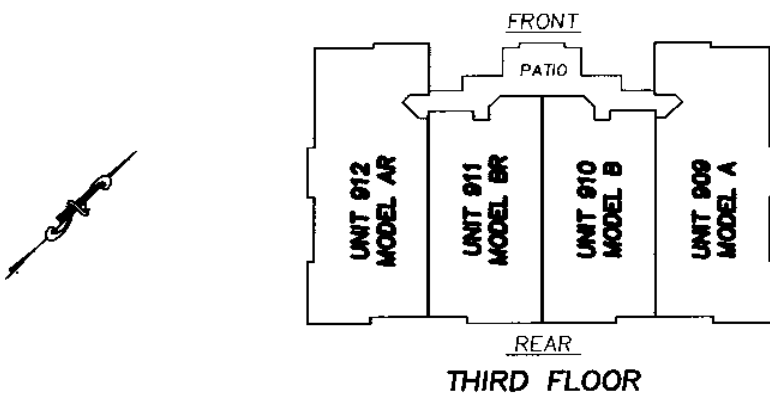 FRONT
PATIO
UNIT 912
MODEL AR
UNIT 911
MODEL BR
UNIT 910
MODEL B
UNIT 909
MODEL A
REAR
THIRD FLOOR